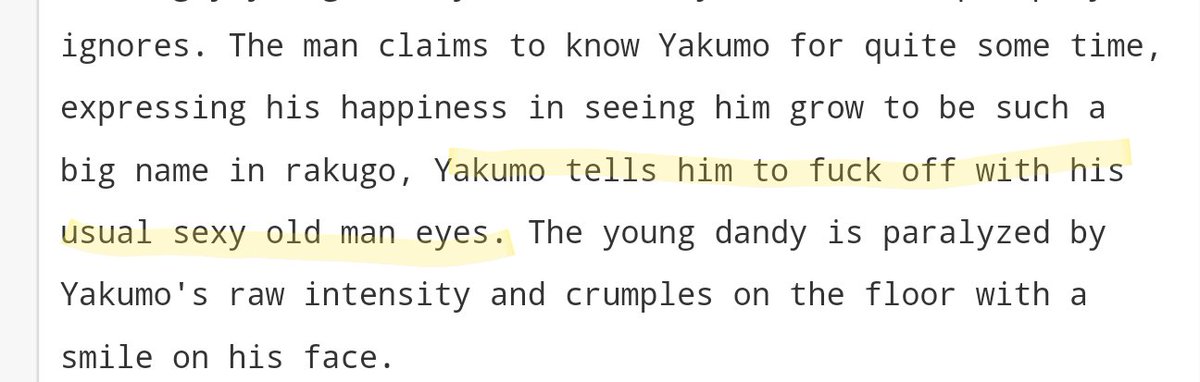 ignores. The man claims to know Yakumo for quite some time,
expressing his happiness in seeing him grow to be such a
big name in rakugo, Yakumo tells him to fuck off with his
usual sexy old man eyes. The young dandy is paralyzed by
Yakumo's raw intensity and crumples on the floor with a
smile on his face.